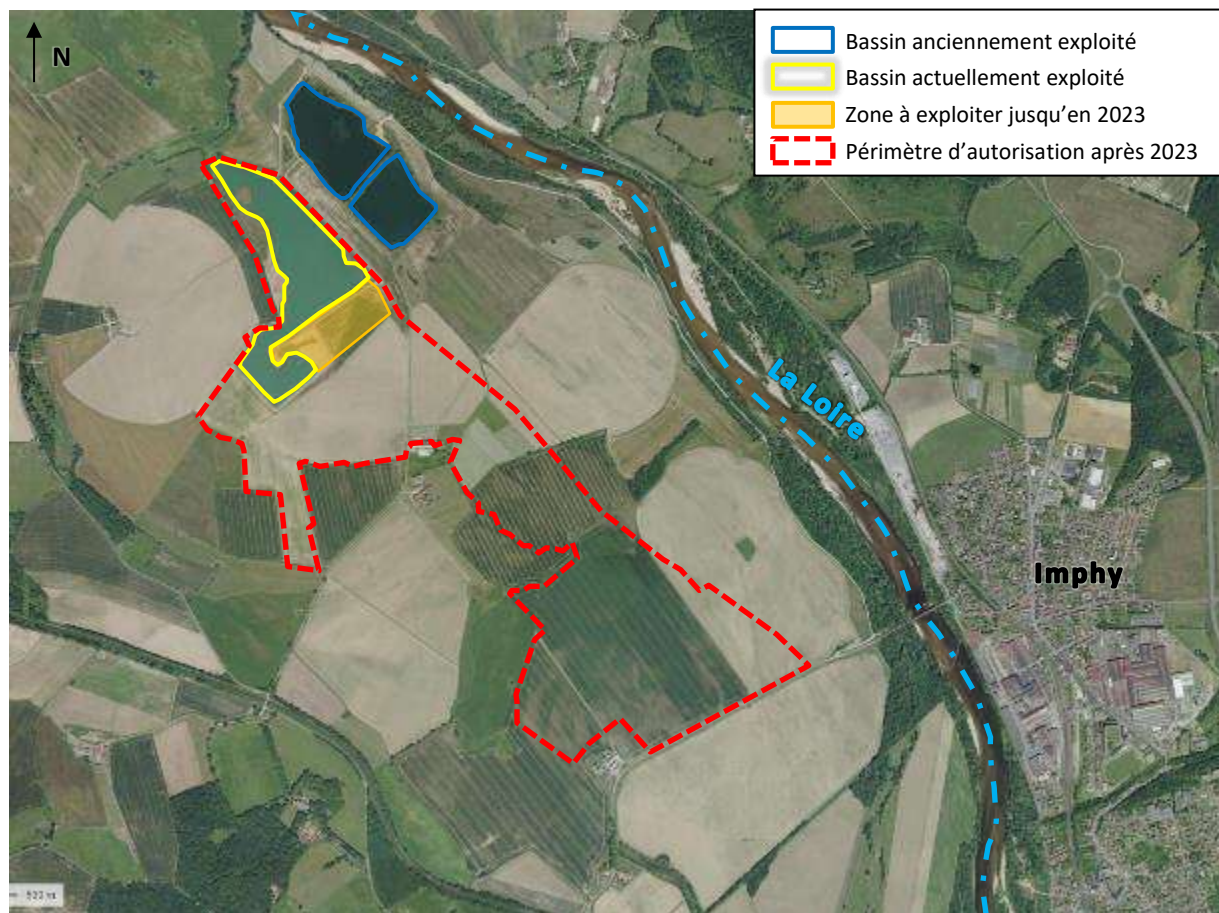 N
Bassin anciennement exploité
Bassin actuellement exploité
Zone à exploiter jusqu'en 2023
Périmètre d'autorisation après 2023
La Loire
Imphy